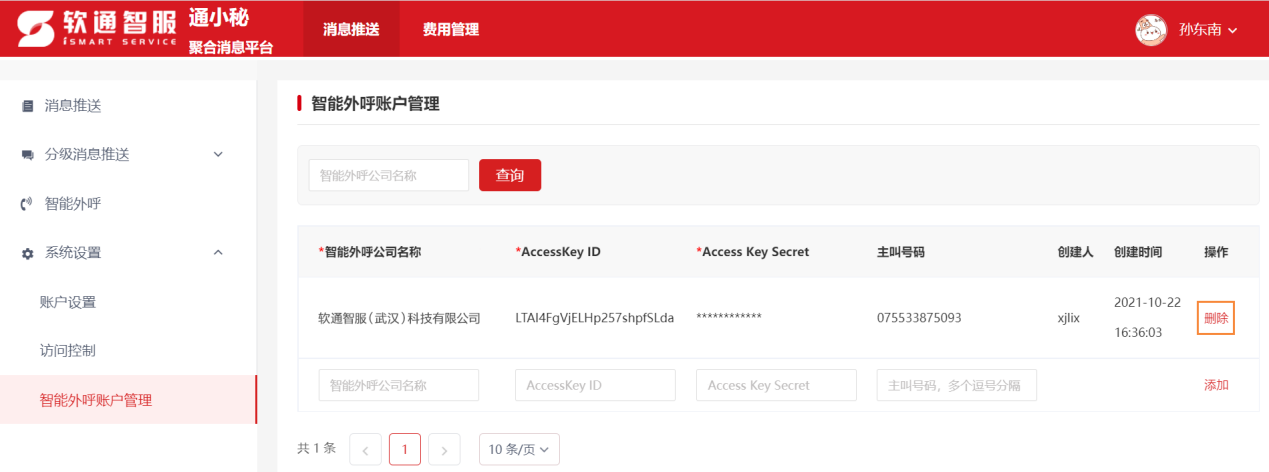 软通智服 通小秘
iSMART SERVICE 聚合消息平台
消息推送 费用管理 孙东南
消息推送
分级消息推送
智能外呼
系统设置
账户设置
访问控制
智能外呼账户管理
智能外呼账户管理
智能外呼公司名称 查询
*智能外呼公司名称 *AccessKey ID *Access Key Secret 主叫号码 创建人 创建时间 操作
软通智服(武汉)科技有限公司 LTAI4FgVjELHp257shpfSLda ************ 075533875093 xjlix 2021-10-22 16:36:03 删除
智能外呼公司名称 AccessKey ID Access Key Secret 主叫号码,多个逗号分隔 添加
共 1 条 1 10 条/页